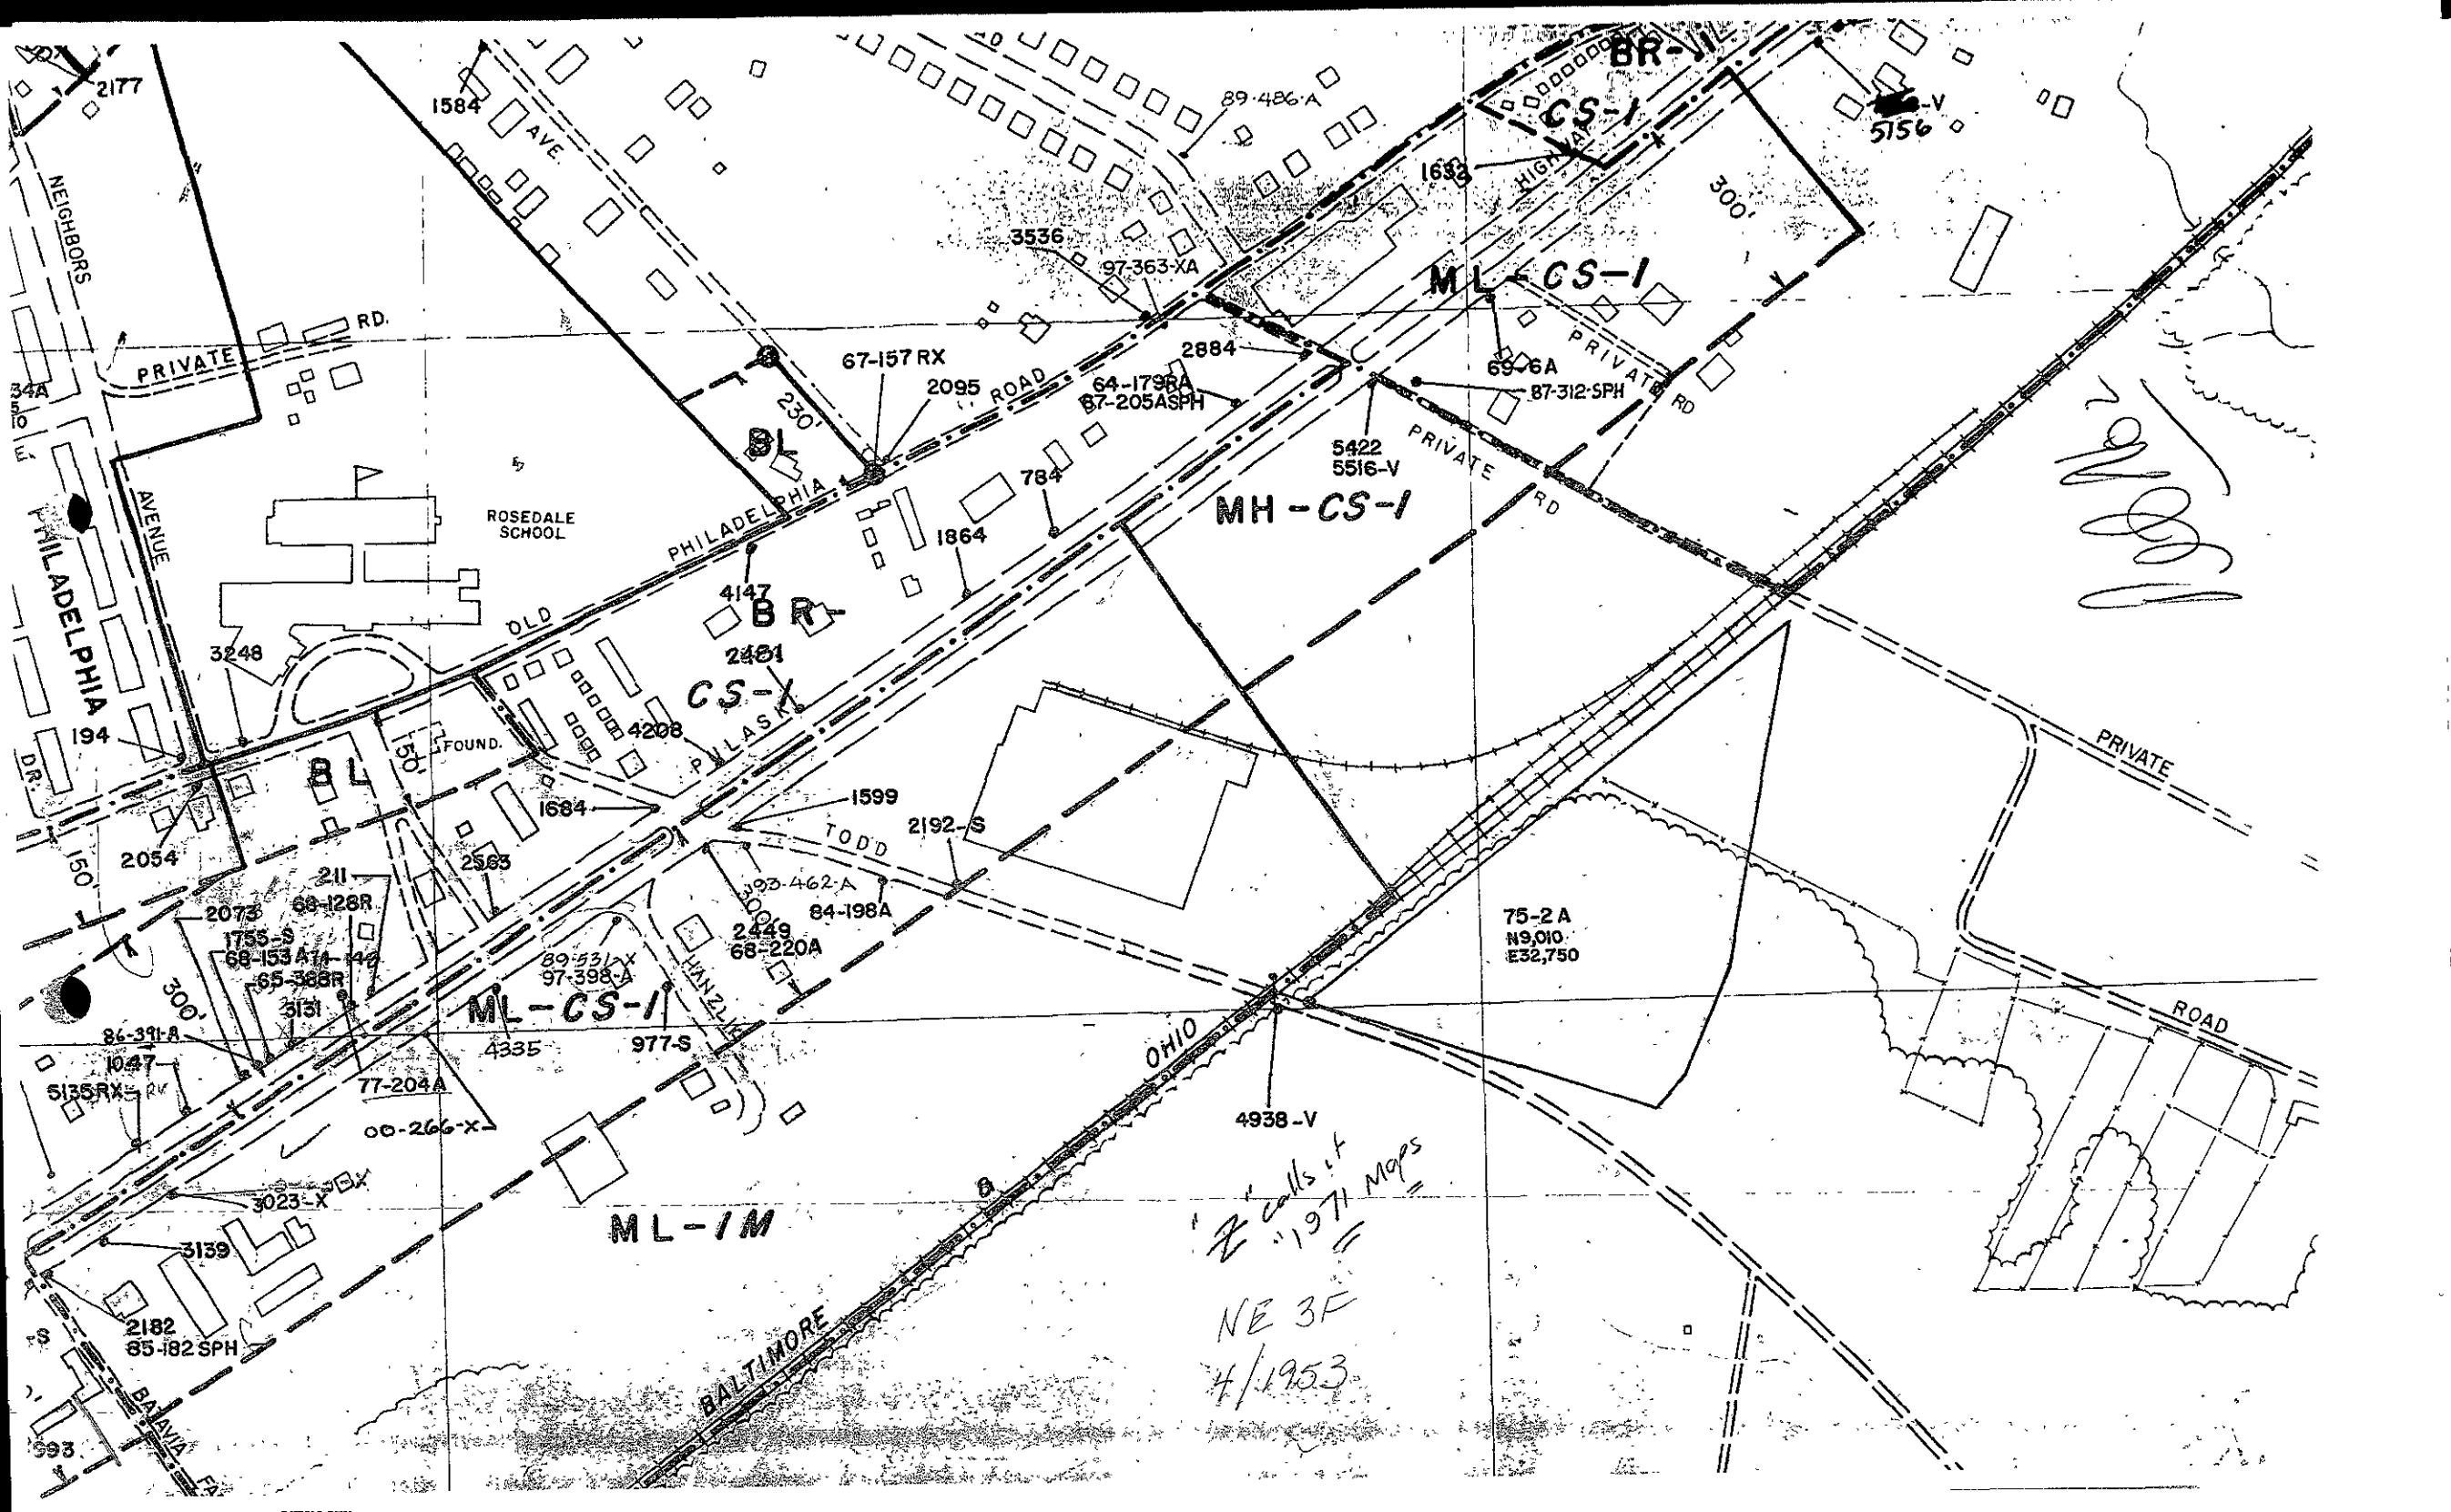 2177
1584
AVE.
89-486-A
BR-
CS-1
HIGHWAY
1632
-V
5156
300'
NEIGHBORS
3536
97-363-XA
ML-CS-1
RD.
PRIVATE
67-157 RX
2095
ROAD
2884
64-179RA
87-205ASPH
69-6A
87-312-SPH
PRIVATE
RD
34A
230'
BL
5422
5516-V
PRIVATE
RD
784
MH-CS-1
AVENUE
ROSEDALE
SCHOOL
PHILADELPHIA
1864
4147
BR-
OLD
PHILADELPHIA
3248
CS-1
194
150'
FOUND.
4208
PULASKI
DR.
BL
1684
1599
TODD
2192-S
PRIVATE
2054
150'
2563
211
68-128R
93-462-A
300'
84-198A
2073
1755-S
68-153A
65-388R
3131
2449
68-220A
89-531-X
97-398-A
HANZLIK
75-2A
N9,010
E32,750
300'
ML-CS-1
86-391-A
1047
5135RX
4335
977-S
ROAD
OHIO
77-204A
00-266-X
4938-V
3023-X
3139
ML-1M
&
"Z" calls it
"1971 Maps
2182
85-182 SPH
-S
NE 3F
4/1953
BALTIMORE
BATAVIA
FA
993